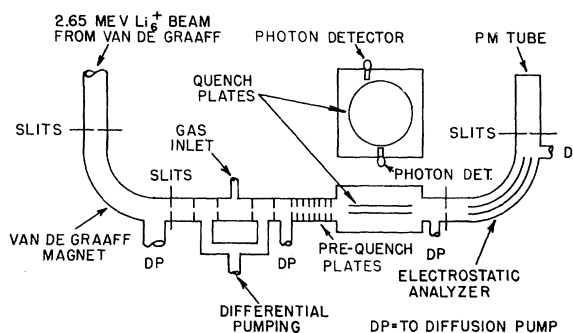 2.65 MEV Li6+ BEAM
FROM VAN DE GRAAFF
PHOTON DETECTOR
PM TUBE
QUENCH
PLATES
SLITS
GAS
INLET
SLITS
SLITS
D
PHOTON DET.
VAN DE GRAAFF
MAGNET
DP
DP
PRE-QUENCH
PLATES
DP
DIFFERENTIAL
PUMPING
ELECTROSTATIC
ANALYZER
DP=TO DIFFUSION PUMP